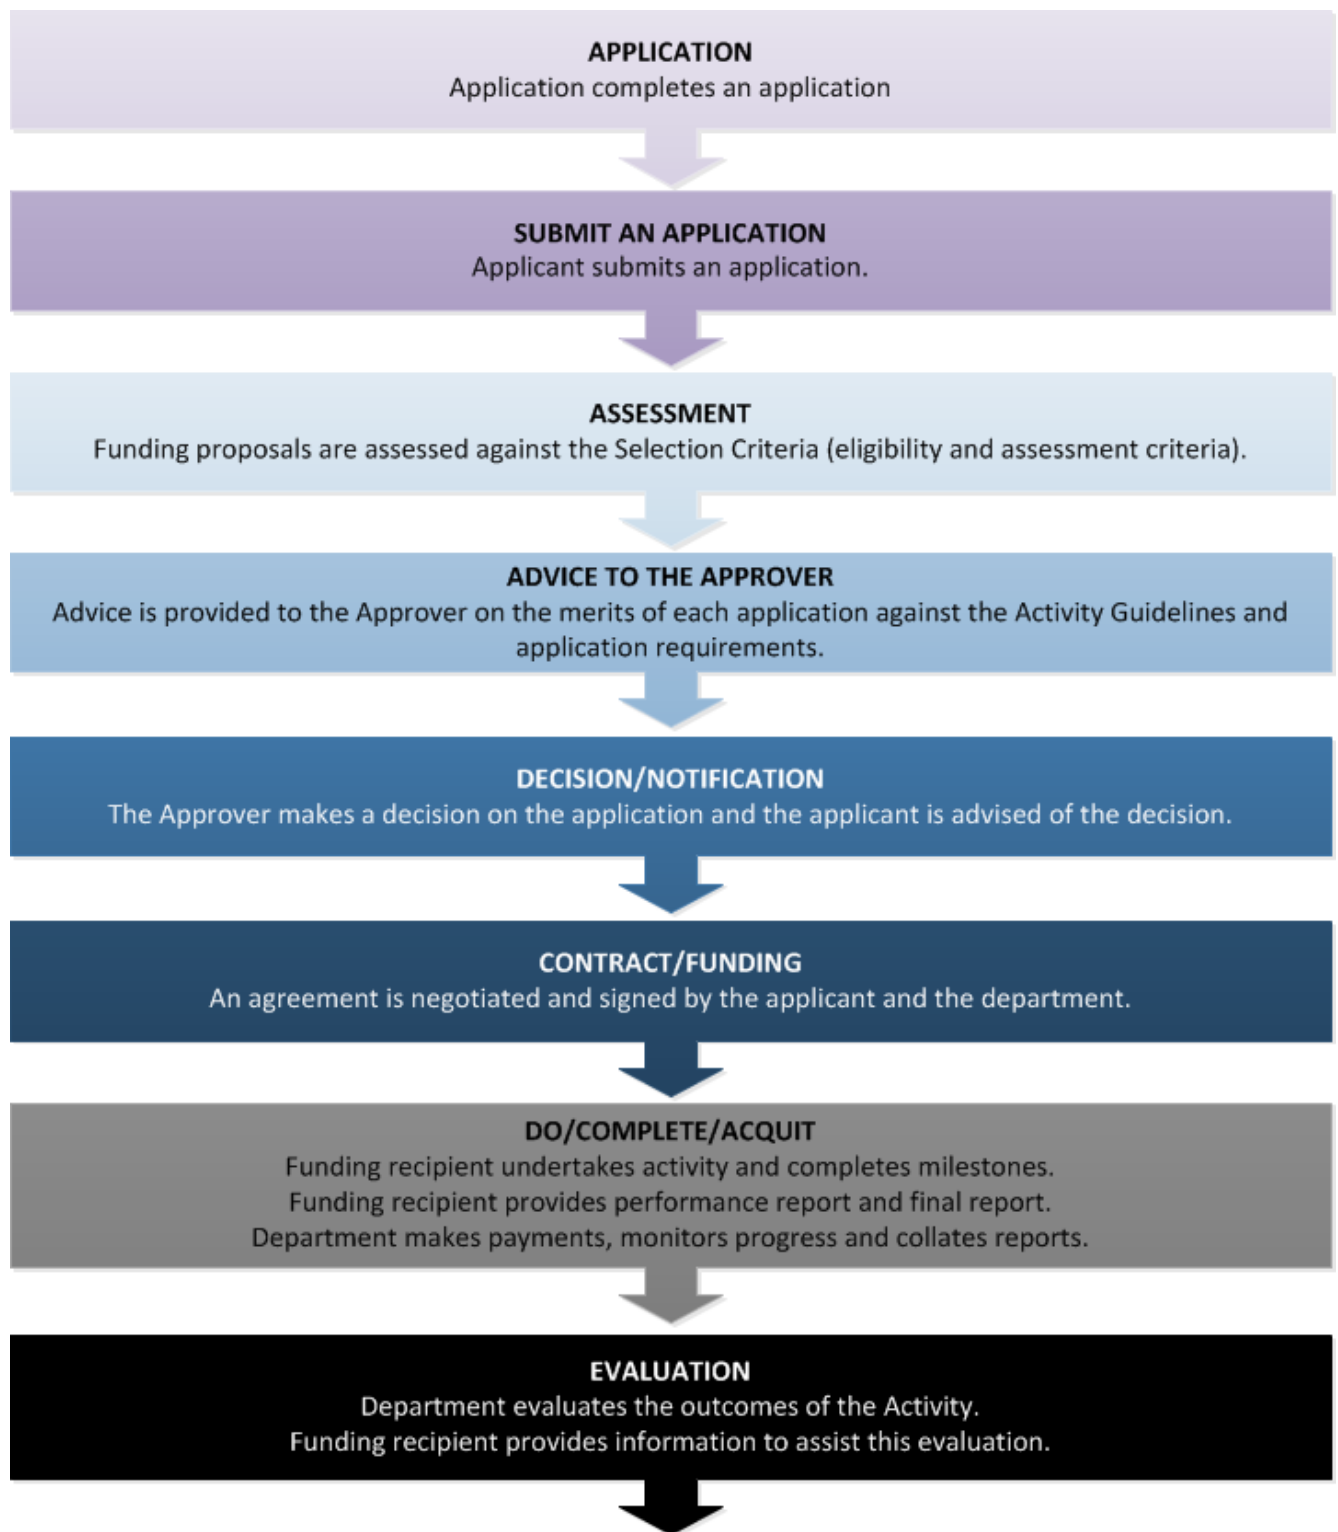 APPLICATION
Application completes an application
SUBMIT AN APPLICATION
Applicant submits an application.
ASSESSMENT
Funding proposals are assessed against the Selection Criteria (eligibility and assessment criteria).
ADVICE TO THE APPROVER
Advice is provided to the Approver on the merits of each application against the Activity Guidelines and
application requirements.
DECISION/NOTIFICATION
The Approver makes a decision on the application and the applicant is advised of the decision.
CONTRACT/FUNDING
An agreement is negotiated and signed by the applicant and the department.
DO/COMPLETE/ACQUIT
Funding recipient undertakes activity and completes milestones.
Funding recipient provides performance report and final report.
Department makes payments, monitors progress and collates reports.
EVALUATION
Department evaluates the outcomes of the Activity.
Funding recipient provides information to assist this evaluation.